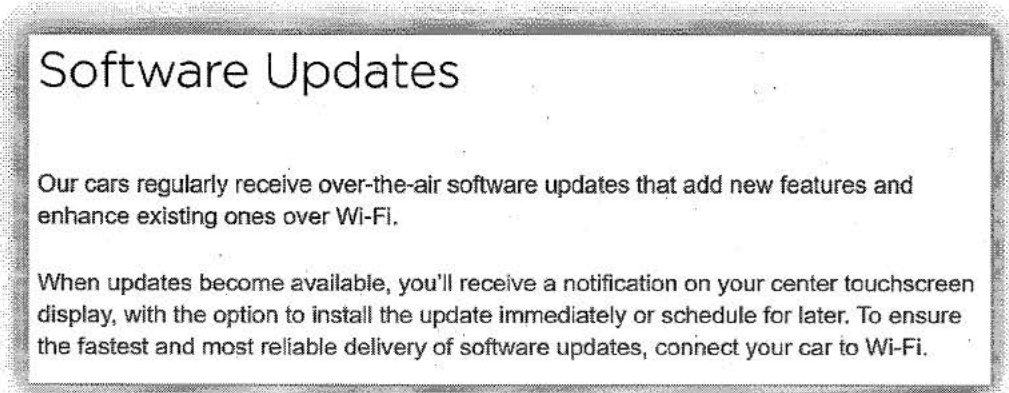 Software Updates
Our cars regularly receive over-the-air software updates that add new features and
enhance existing ones over Wi-Fi.
When updates become available, you'll receive a notification on your center touchscreen
display, with the option to install the update immediately or schedule for later. To ensure
the fastest and most reliable delivery of software updates, connect your car to Wi-Fi.